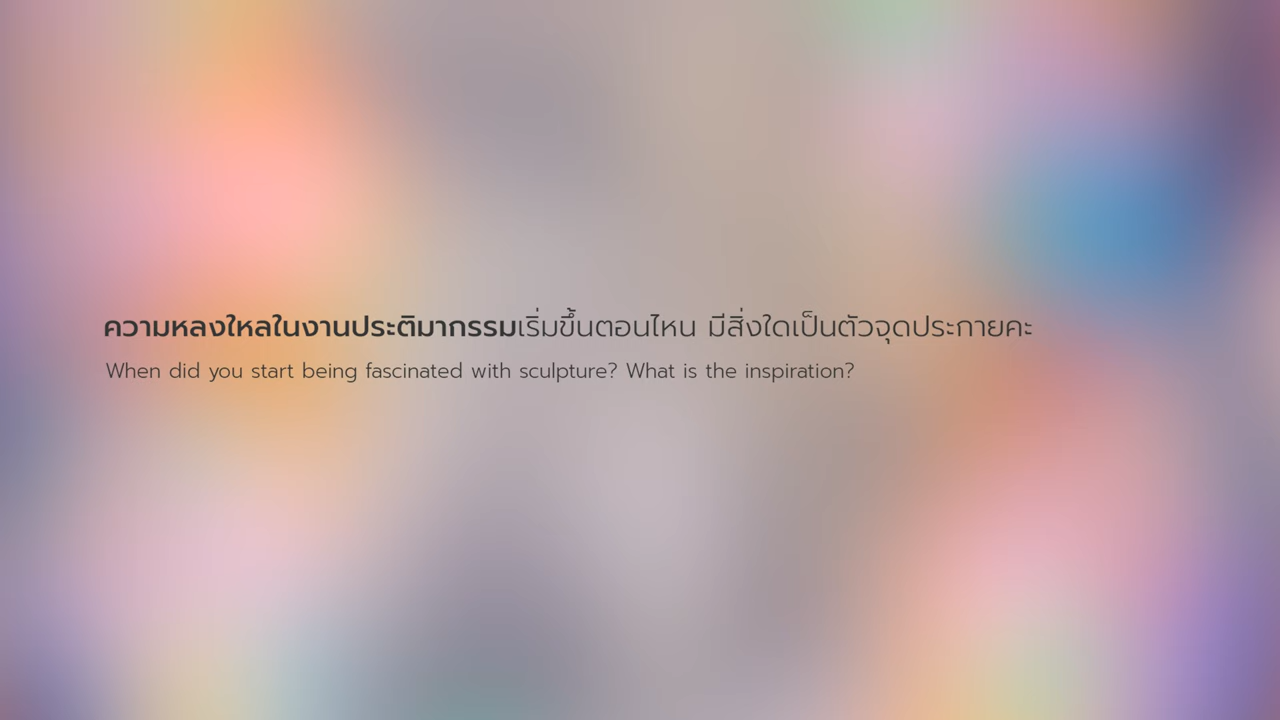 ความหลงใหลในงานประติมากรรมเริ่มขึ้นตอนไหน มีสิ่งใดเป็นตัวจุดประกายคะ
When did you start being fascinated with sculpture? What is the inspiration?